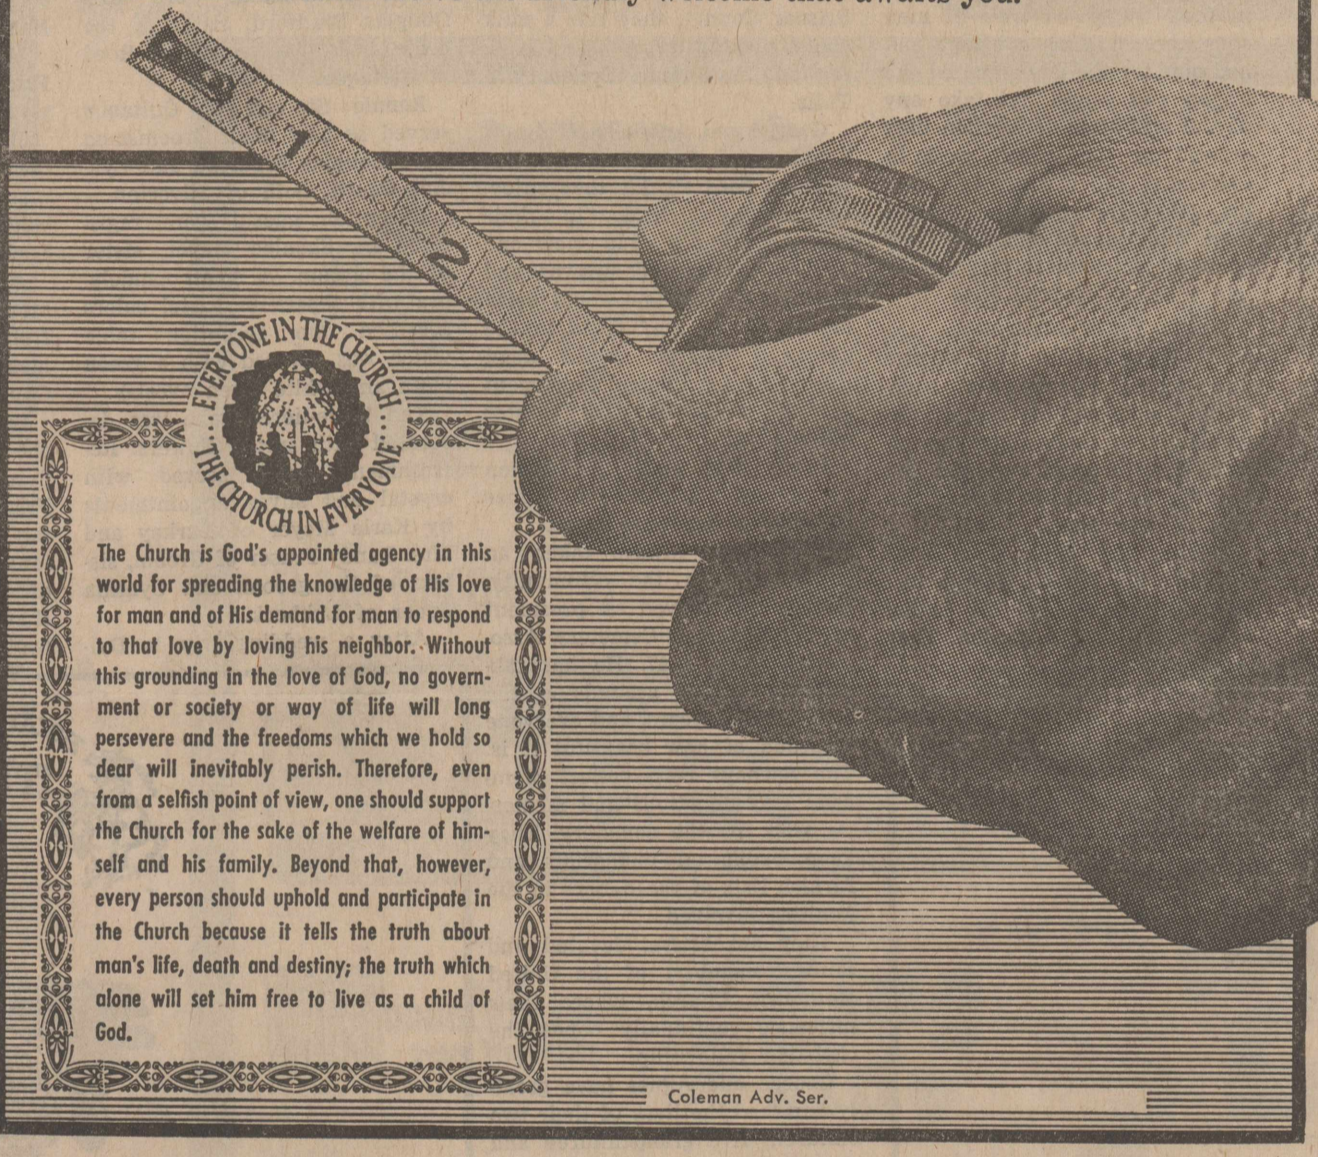 that awaits you.
1
2
EVERYONE IN THE CHURCH
THE CHURCH IN EVERYONE
The Church is God's appointed agency in this
world for spreading the knowledge of His love
for man and of His demand for man to respond
to that love by loving his neighbor. Without
this grounding in the love of God, no govern-
ment or society or way of life will long
persevere and the freedoms which we hold so
dear will inevitably perish. Therefore, even
from a selfish point of view, one should support
the Church for the sake of the welfare of him-
self and his family. Beyond that, however,
every person should uphold and participate in
the Church because it tells the truth about
man's life, death and destiny; the truth which
alone will set him free to live as a child of
God.
Coleman Adv. Ser.